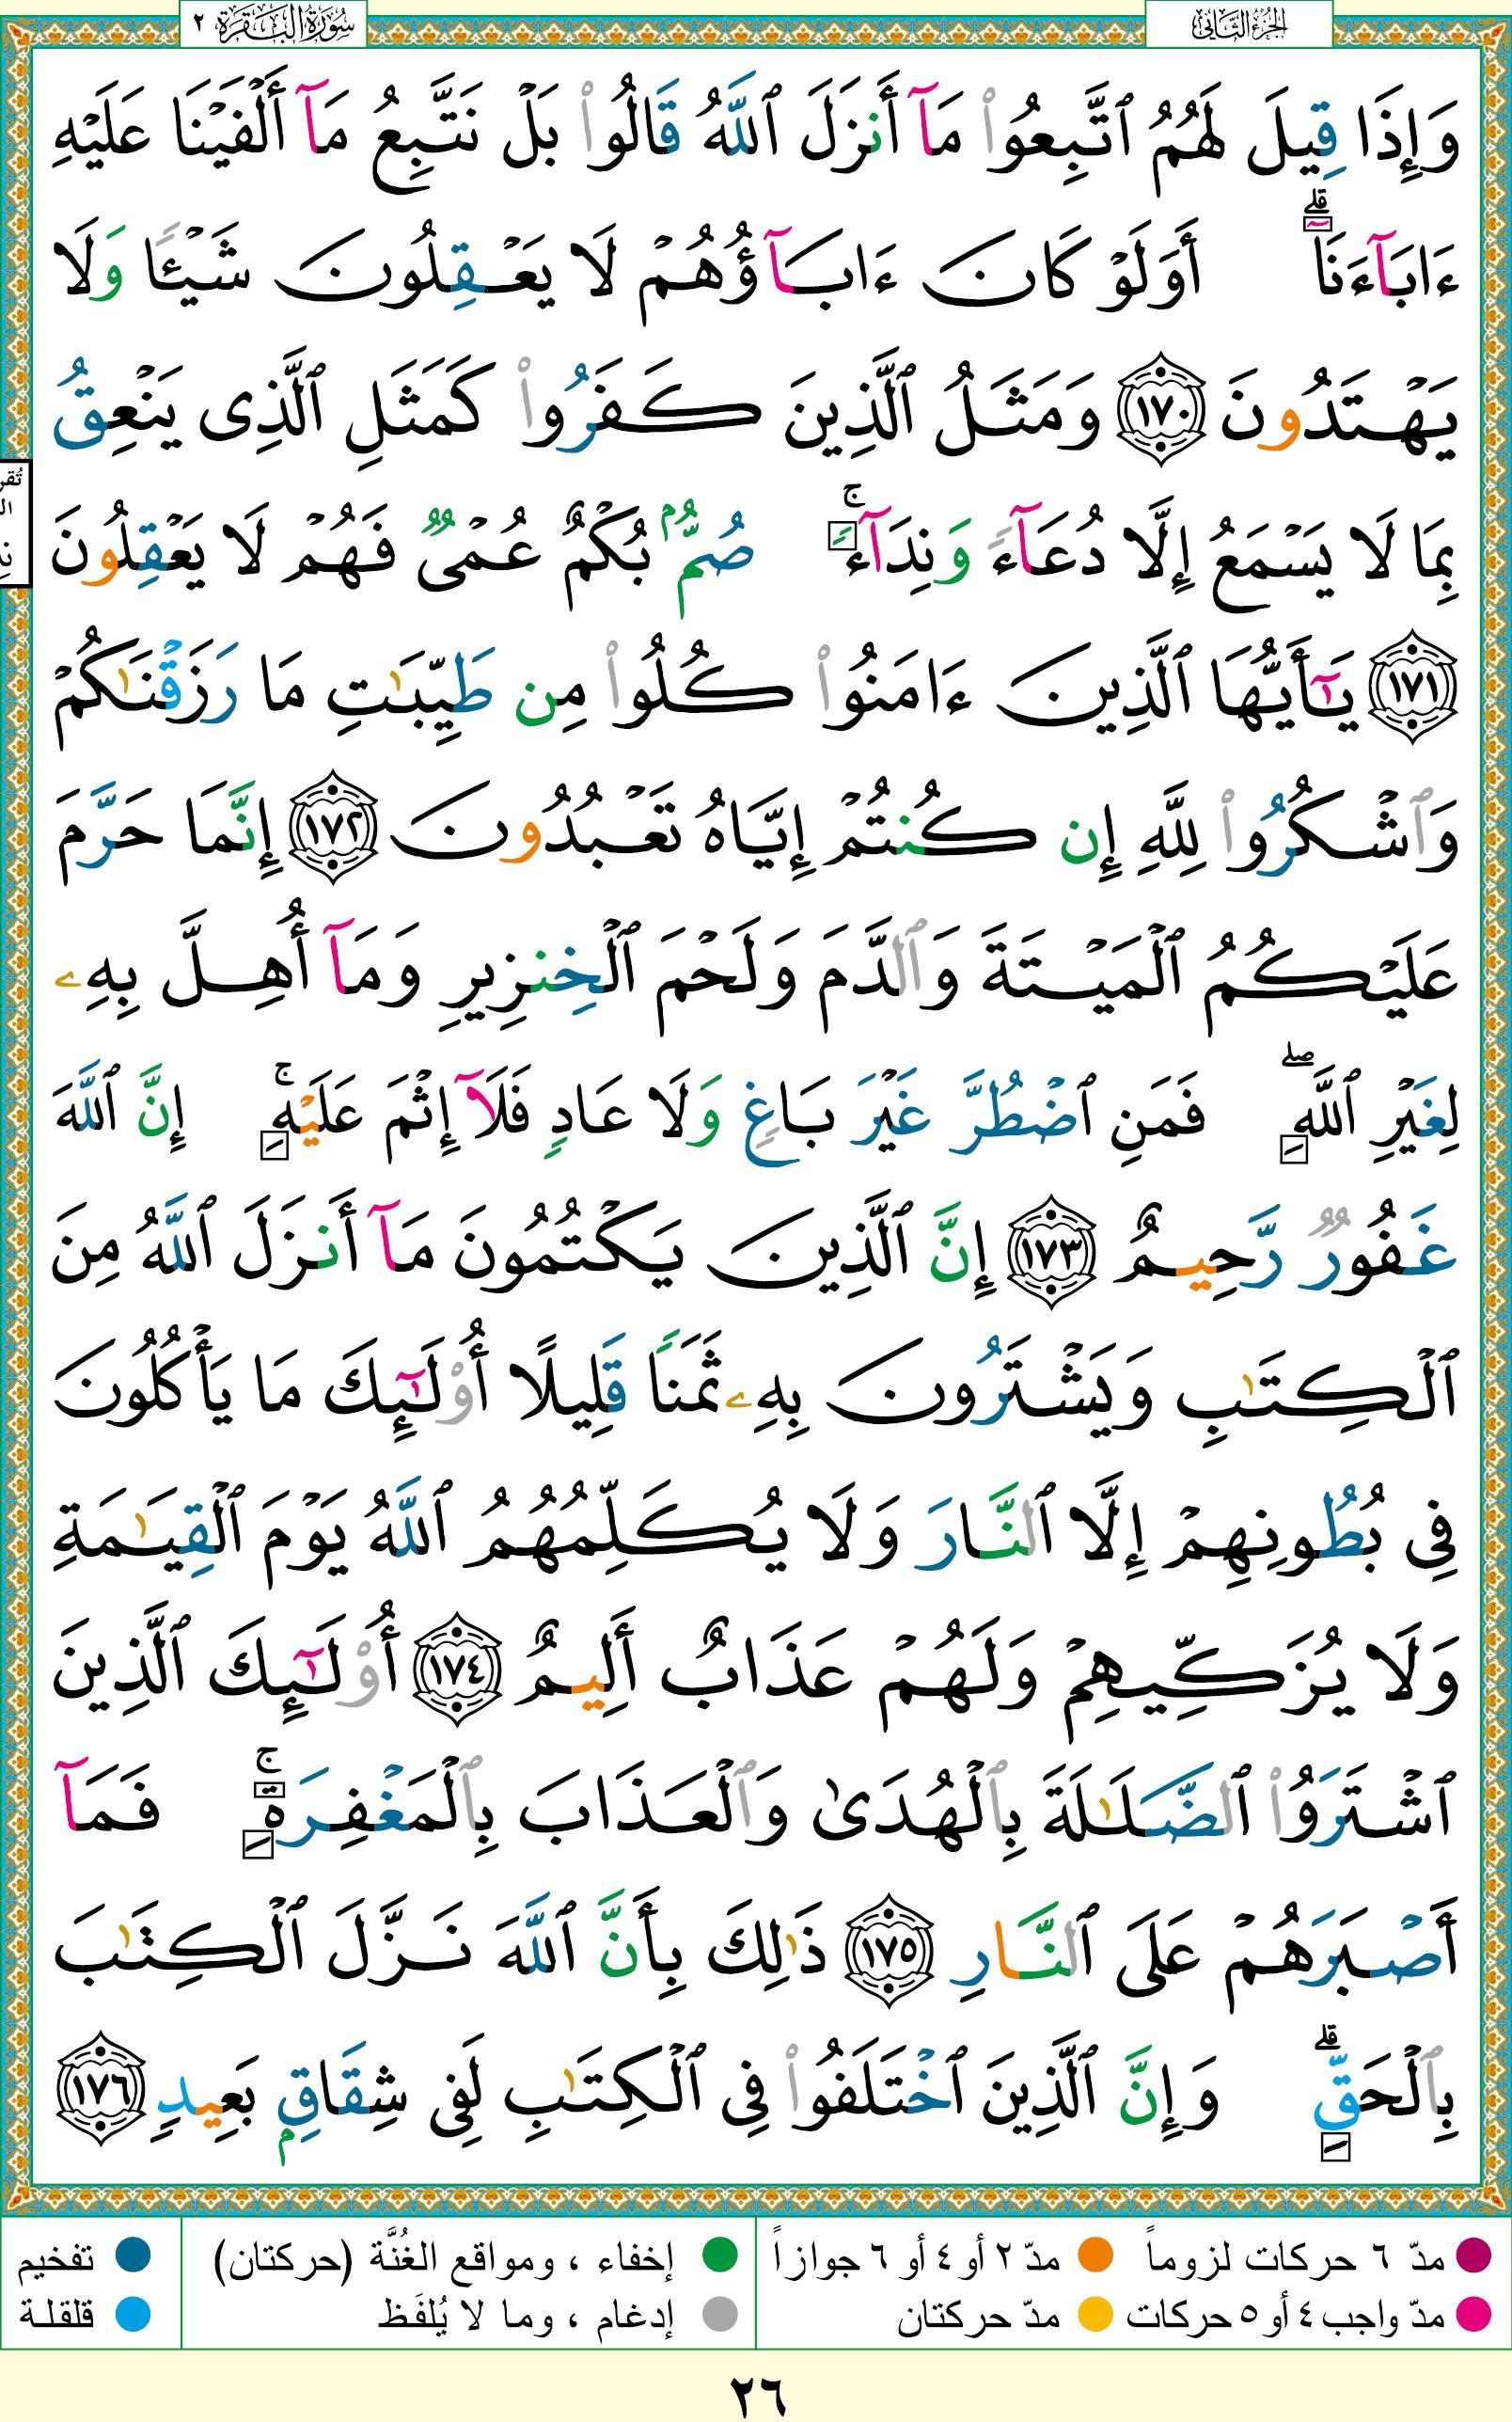 الجزء الثاني
سورة البقرة ٢
وَإِذَا قِيلَ لَهُمُ ٱتَّبِعُوا۟ مَآ أَنزَلَ ٱللَّهُ قَالُوا۟ بَلْ نَتَّبِعُ مَآ أَلْفَيْنَا عَلَيْهِ
ءَابَآءَنَآ ۗ أَوَلَوْ كَانَ ءَابَآؤُهُمْ لَا يَعْقِلُونَ شَيْـًٔا وَلَا
يَهْتَدُونَ ١٧٠ وَمَثَلُ ٱلَّذِينَ كَفَرُوا۟ كَمَثَلِ ٱلَّذِى يَنْعِقُ
بِمَا لَا يَسْمَعُ إِلَّا دُعَآءً وَنِدَآءً ۚ صُمٌّۢ بُكْمٌ عُمْىٌ فَهُمْ لَا يَعْقِلُونَ
١٧١ يَـٰٓأَيُّهَا ٱلَّذِينَ ءَامَنُوا۟ كُلُوا۟ مِن طَيِّبَـٰتِ مَا رَزَقْنَـٰكُمْ
وَٱشْكُرُوا۟ لِلَّهِ إِن كُنتُمْ إِيَّاهُ تَعْبُدُونَ ١٧٢ إِنَّمَا حَرَّمَ
عَلَيْكُمُ ٱلْمَيْتَةَ وَٱلدَّمَ وَلَحْمَ ٱلْخِنزِيرِ وَمَآ أُهِلَّ بِهِۦ
لِغَيْرِ ٱللَّهِ ۖ فَمَنِ ٱضْطُرَّ غَيْرَ بَاغٍ وَلَا عَادٍ فَلَآ إِثْمَ عَلَيْهِ ۚ إِنَّ ٱللَّهَ
غَفُورٌ رَّحِيمٌ ١٧٣ إِنَّ ٱلَّذِينَ يَكْتُمُونَ مَآ أَنزَلَ ٱللَّهُ مِنَ
ٱلْكِتَـٰبِ وَيَشْتَرُونَ بِهِۦ ثَمَنًا قَلِيلًا أُو۟لَـٰٓئِكَ مَا يَأْكُلُونَ
فِى بُطُونِهِمْ إِلَّا ٱلنَّارَ وَلَا يُكَلِّمُهُمُ ٱللَّهُ يَوْمَ ٱلْقِيَـٰمَةِ
وَلَا يُزَكِّيهِمْ وَلَهُمْ عَذَابٌ أَلِيمٌ ١٧٤ أُو۟لَـٰٓئِكَ ٱلَّذِينَ
ٱشْتَرَوُا۟ ٱلضَّلَـٰلَةَ بِٱلْهُدَىٰ وَٱلْعَذَابَ بِٱلْمَغْفِرَةِ ۚ فَمَآ
أَصْبَرَهُمْ عَلَى ٱلنَّارِ ١٧٥ ذَٰلِكَ بِأَنَّ ٱللَّهَ نَزَّلَ ٱلْكِتَـٰبَ
بِٱلْحَقِّ ۗ وَإِنَّ ٱلَّذِينَ ٱخْتَلَفُوا۟ فِى ٱلْكِتَـٰبِ لَفِى شِقَاقٍۭ بَعِيدٍ ١٧٦
مدّ ٦ حركات لزوماً مدّ ٢ أو ٤ أو ٦ جوازاً إخفاء ، ومواقع الغُنَّة (حركتان) تفخيم
مدّ واجب ٤ أو ٥ حركات مدّ حركتان إدغام ، وما لا يُلفَظ قلقلة
٢٦